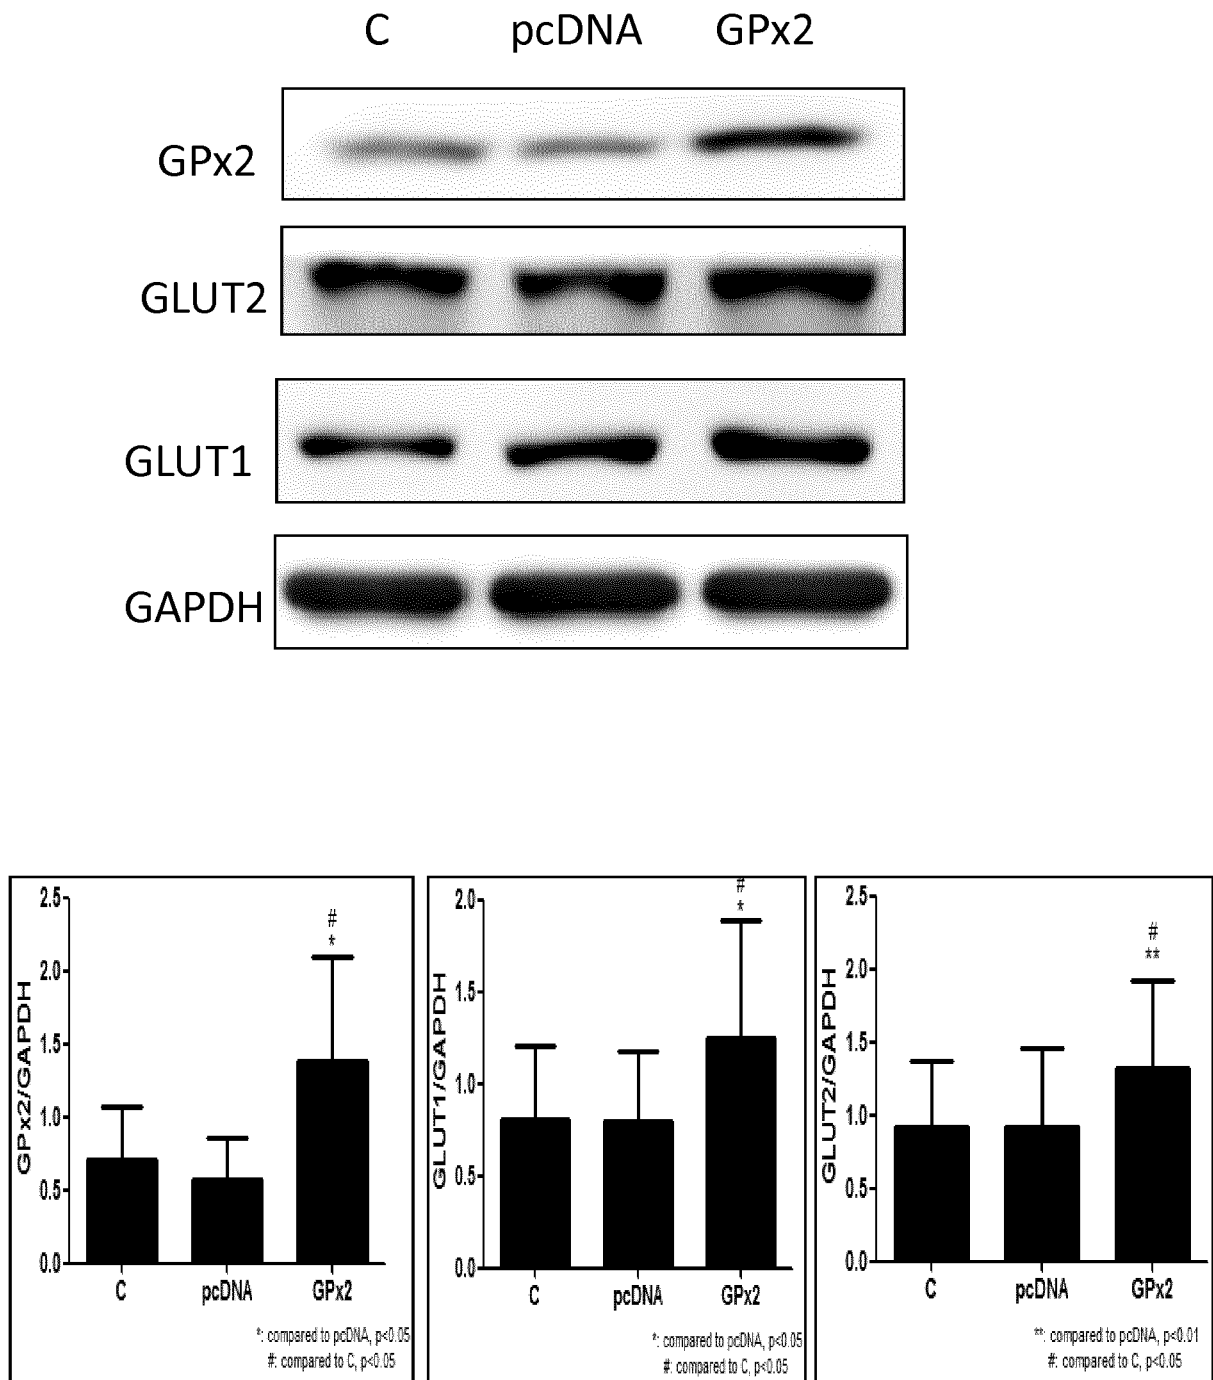 C pcDNA GPx2
GPx2
GLUT2
GLUT1
GAPDH
GPx2/GAPDH
2.5
2.0
1.5
1.0
0.5
0.0
#
*
C pcDNA GPx2
*: compared to pcDNA, p<0.05
#: compared to C, p<0.05
GLUT1/GAPDH
2.0
1.5
1.0
0.5
0.0
#
*
C pcDNA GPx2
*: compared to pcDNA, p<0.05
#: compared to C, p<0.05
GLUT2/GAPDH
2.5
2.0
1.5
1.0
0.5
0.0
#
**
C pcDNA GPx2
**: compared to pcDNA, p<0.01
#: compared to C, p<0.05